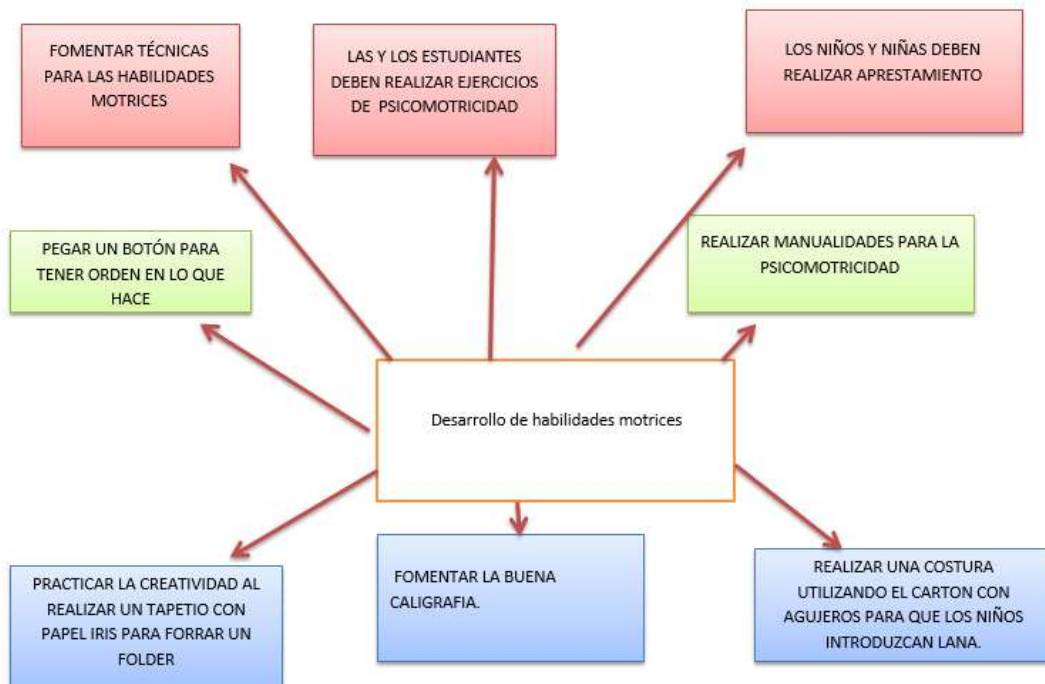 FOMENTAR TÉCNICAS
PARA LAS HABILIDADES
MOTRICES
LAS Y LOS ESTUDIANTES
DEBEN REALIZAR EJERCICIOS
DE PSICOMOTRICIDAD
LOS NIÑOS Y NIÑAS DEBEN
REALIZAR APRESTAMIENTO
PEGAR UN BOTÓN PARA
TENER ORDEN EN LO QUE
HACE
REALIZAR MANUALIDADES PARA LA
PSICOMOTRICIDAD
Desarrollo de habilidades motrices
PRACTICAR LA CREATIVIDAD AL
REALIZAR UN TAPETIO CON
PAPEL IRIS PARA FORRAR UN
FOLDER
FOMENTAR LA BUENA
CALIGRAFIA.
REALIZAR UNA COSTURA
UTILIZANDO EL CARTON CON
AGUJEROS PARA QUE LOS NIÑOS
INTRODUZCAN LANA.